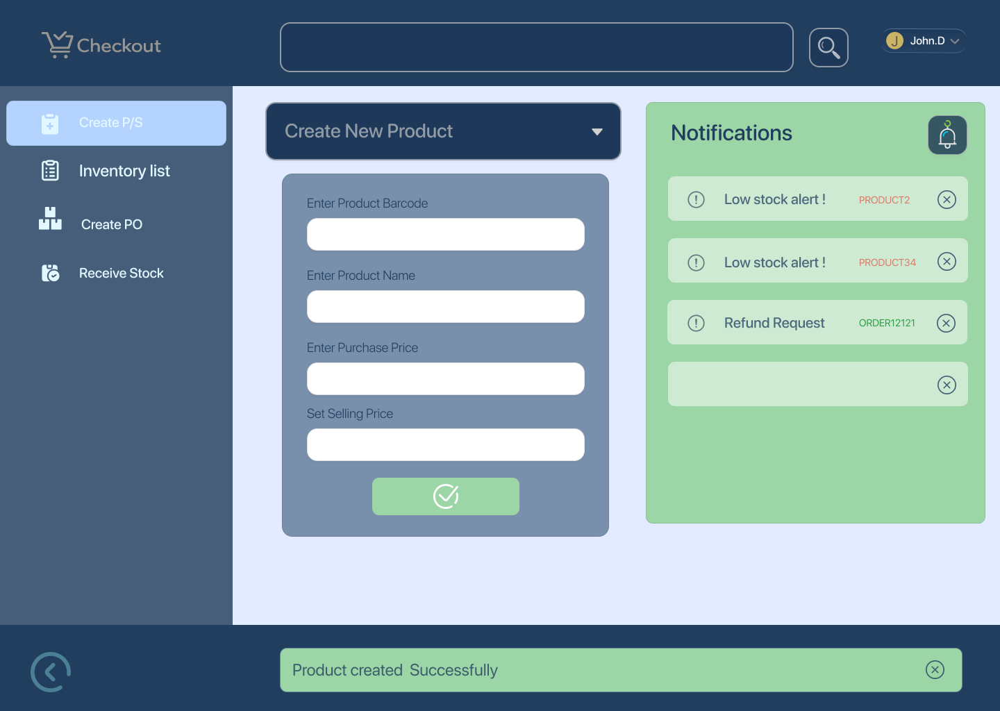 Checkout
J
John.D
Create P/S
Inventory list
Create PO
Receive Stock
Create New Product
Enter Product Barcode
Enter Product Name
Enter Purchase Price
Set Selling Price
Notifications
Low stock alert ! PRODUCT2
Low stock alert ! PRODUCT34
Refund Request ORDER12121
Product created Successfully